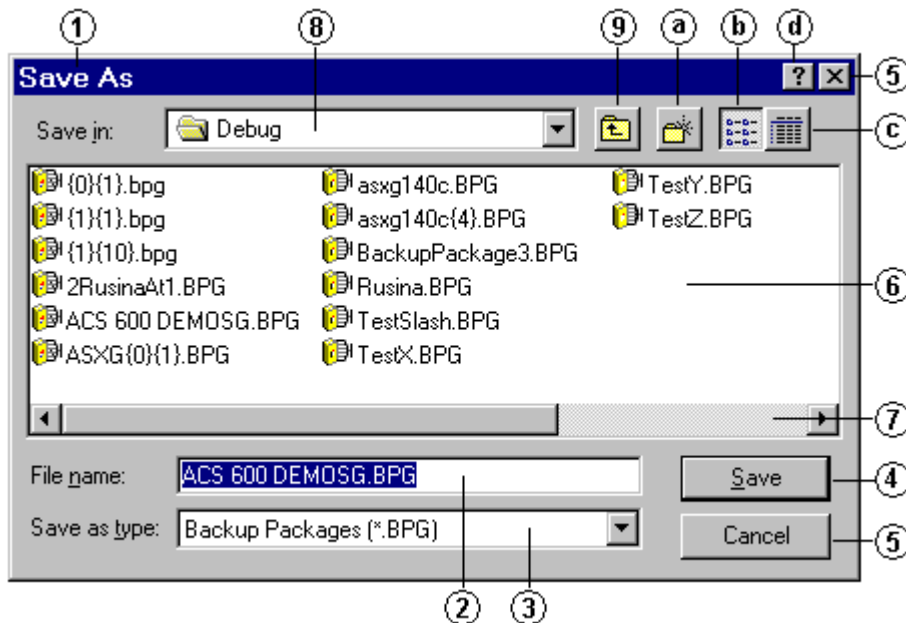 1 8 9 a b d
Save As ? × 5
Save in: Debug c
{0}{1}.bpg asxg140c.BPG TestY.BPG
{1}{1}.bpg asxg140c{4}.BPG TestZ.BPG
{1}{10}.bpg BackupPackage3.BPG
2RusinaAt1.BPG Rusina.BPG 6
ACS 600 DEMOSG.BPG TestSlash.BPG
ASXG{0}{1}.BPG TestX.BPG
7
File name: ACS 600 DEMOSG.BPG Save 4
Save as type: Backup Packages (*.BPG) Cancel 5
2 3